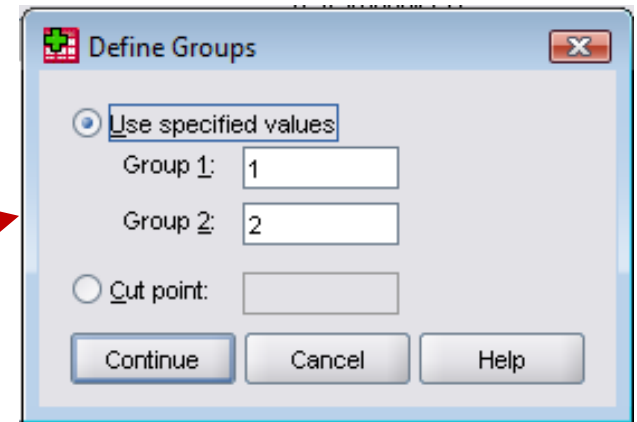 Define Groups
Use specified values
Group 1: 1
Group 2: 2
Cut point:
Continue Cancel Help